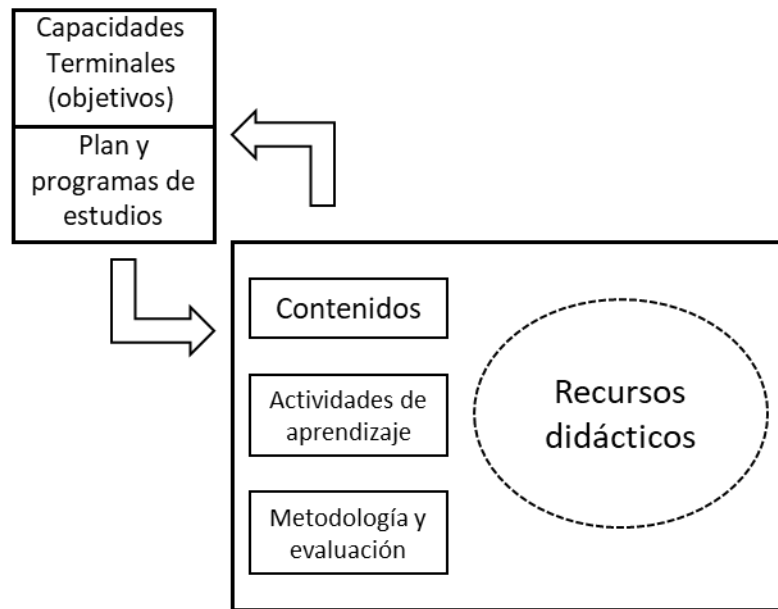 Capacidades
Terminales
(objetivos)
Plan y
programas de
estudios
Contenidos
Actividades de
aprendizaje
Metodología y
evaluación
Recursos
didácticos